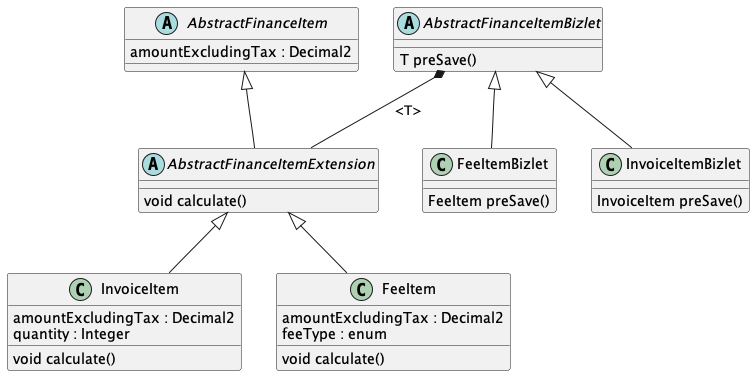 A AbstractFinanceItem
amountExcludingTax : Decimal2
A AbstractFinanceItemBizlet
T preSave()
<T>
A AbstractFinanceItemExtension
void calculate()
C FeeItemBizlet
FeeItem preSave()
C InvoiceItemBizlet
InvoiceItem preSave()
C InvoiceItem
amountExcludingTax : Decimal2
quantity : Integer
void calculate()
C FeeItem
amountExcludingTax : Decimal2
feeType : enum
void calculate()